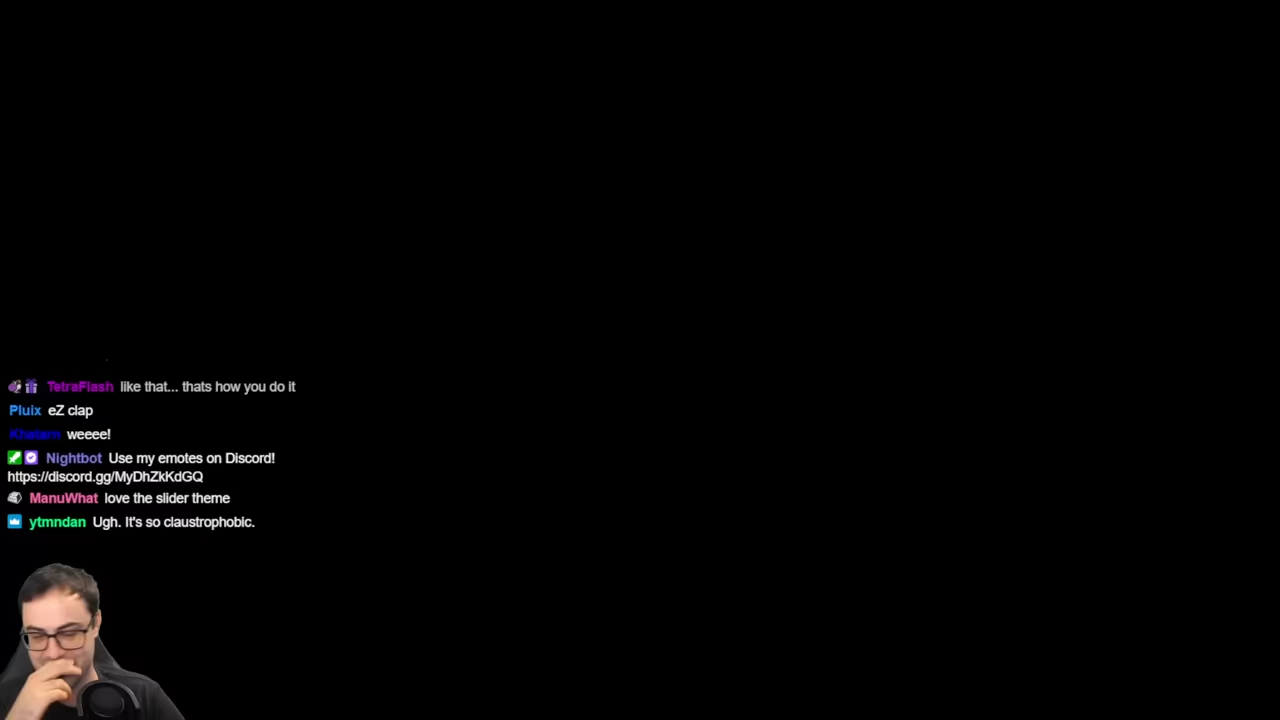 TetraFlash like that... thats how you do it
Pluix eZ clap
Khataro weeee!
Nightbot Use my emotes on Discord!
https://discord.gg/MyDhZkKdGQ
ManuWhat love the slider theme
ytmndan Ugh. It's so claustrophobic.